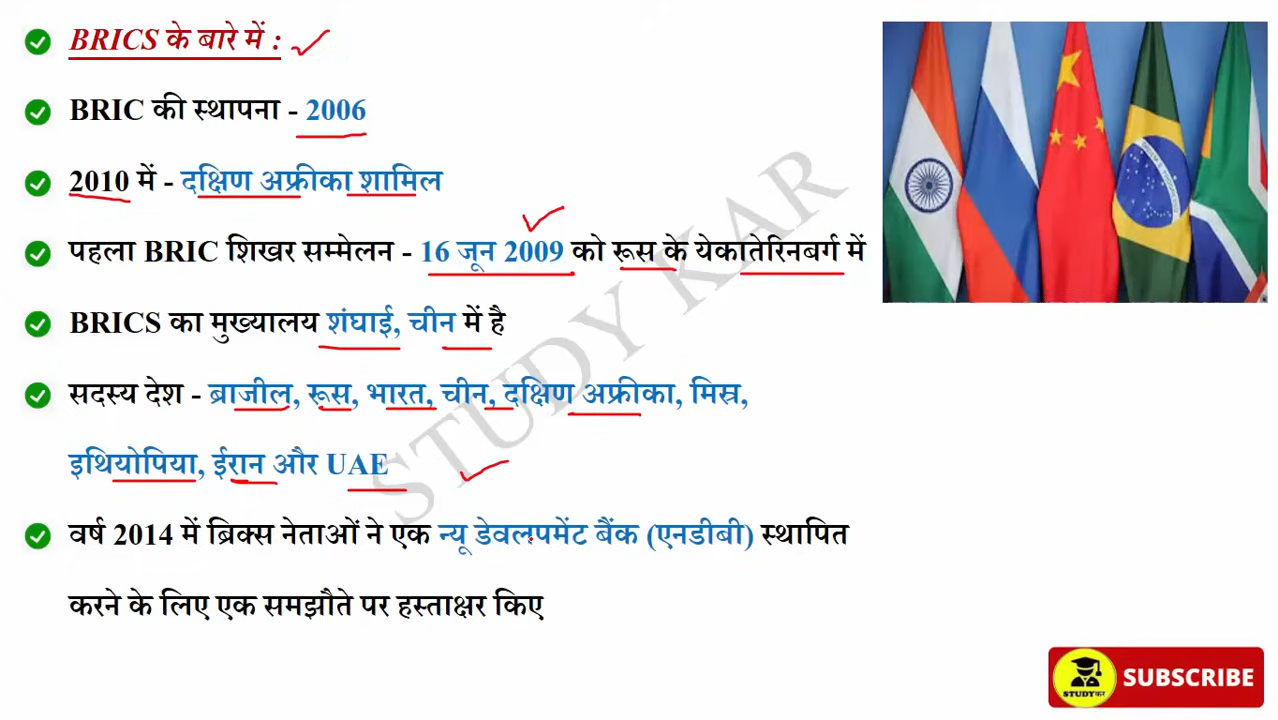 BRICS के बारे में :
BRIC की स्थापना - 2006
2010 में - दक्षिण अफ्रीका शामिल
पहला BRIC शिखर सम्मेलन - 16 जून 2009 को रूस के येकातेरिनबर्ग में
BRICS का मुख्यालय शंघाई, चीन में है
सदस्य देश - ब्राजील, रूस, भारत, चीन, दक्षिण अफ्रीका, मिस्र,
इथियोपिया, ईरान और UAE
वर्ष 2014 में ब्रिक्स नेताओं ने एक न्यू डेवलपमेंट बैंक (एनडीबी) स्थापित
करने के लिए एक समझौते पर हस्ताक्षर किए
STUDY KAR
STUDYकर
SUBSCRIBE